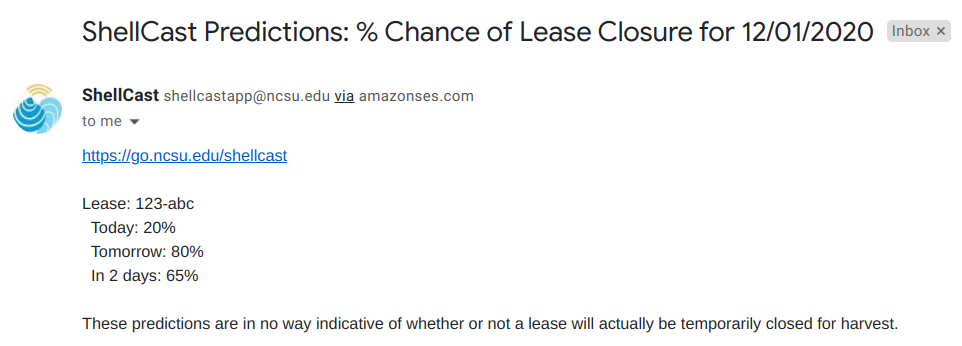 ShellCast Predictions: % Chance of Lease Closure for 12/01/2020 Inbox ×
ShellCast shellcastapp@ncsu.edu via amazonses.com
to me
https://go.ncsu.edu/shellcast
Lease: 123-abc
Today: 20%
Tomorrow: 80%
In 2 days: 65%
These predictions are in no way indicative of whether or not a lease will actually be temporarily closed for harvest.